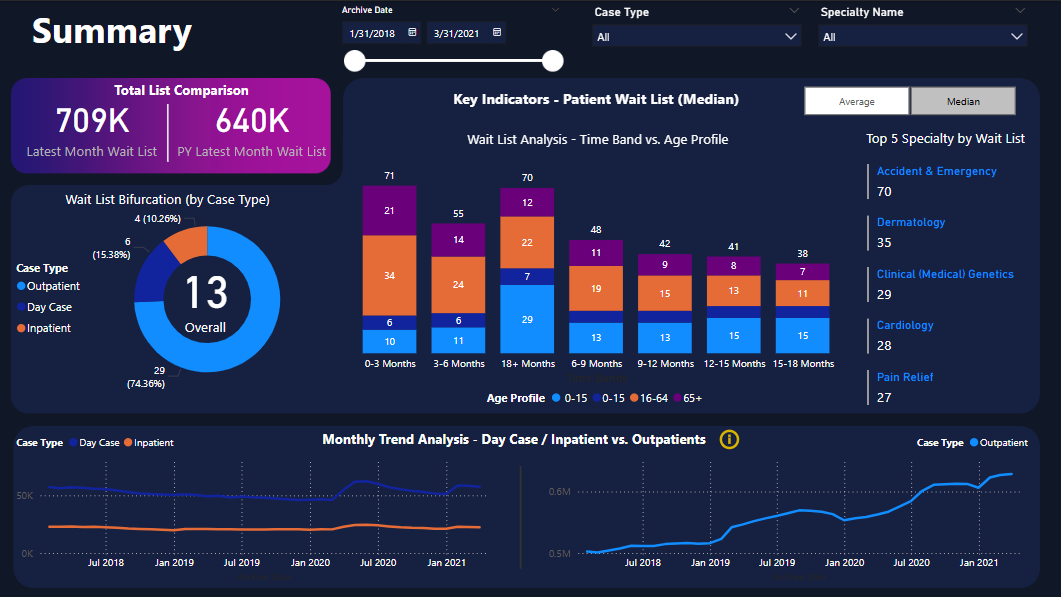 Summary
Archive Date
1/31/2018
3/31/2021
Case Type
All
Specialty Name
All
Total List Comparison
709K
Latest Month Wait List
640K
PY Latest Month Wait List
Wait List Bifurcation (by Case Type)
4 (10.26%)
6
(15.38%)
Case Type
Outpatient
Day Case
Inpatient
13
Overall
29
(74.36%)
Key Indicators - Patient Wait List (Median)
Average
Median
Wait List Analysis - Time Band vs. Age Profile
71
21
34
6
10
0-3 Months
55
14
24
6
11
3-6 Months
70
12
22
7
29
18+ Months
48
11
19
13
6-9 Months
42
9
15
13
9-12 Months
41
8
13
15
12-15 Months
38
7
11
15
15-18 Months
Age Profile 0-15 0-15 16-64 65+
Top 5 Specialty by Wait List
Accident & Emergency
70
Dermatology
35
Clinical (Medical) Genetics
29
Cardiology
28
Pain Relief
27
Monthly Trend Analysis - Day Case / Inpatient vs. Outpatients
Case Type Day Case Inpatient
50K
0K
Jul 2018 Jan 2019 Jul 2019 Jan 2020 Jul 2020 Jan 2021
Case Type Outpatient
0.6M
0.5M
Jul 2018 Jan 2019 Jul 2019 Jan 2020 Jul 2020 Jan 2021